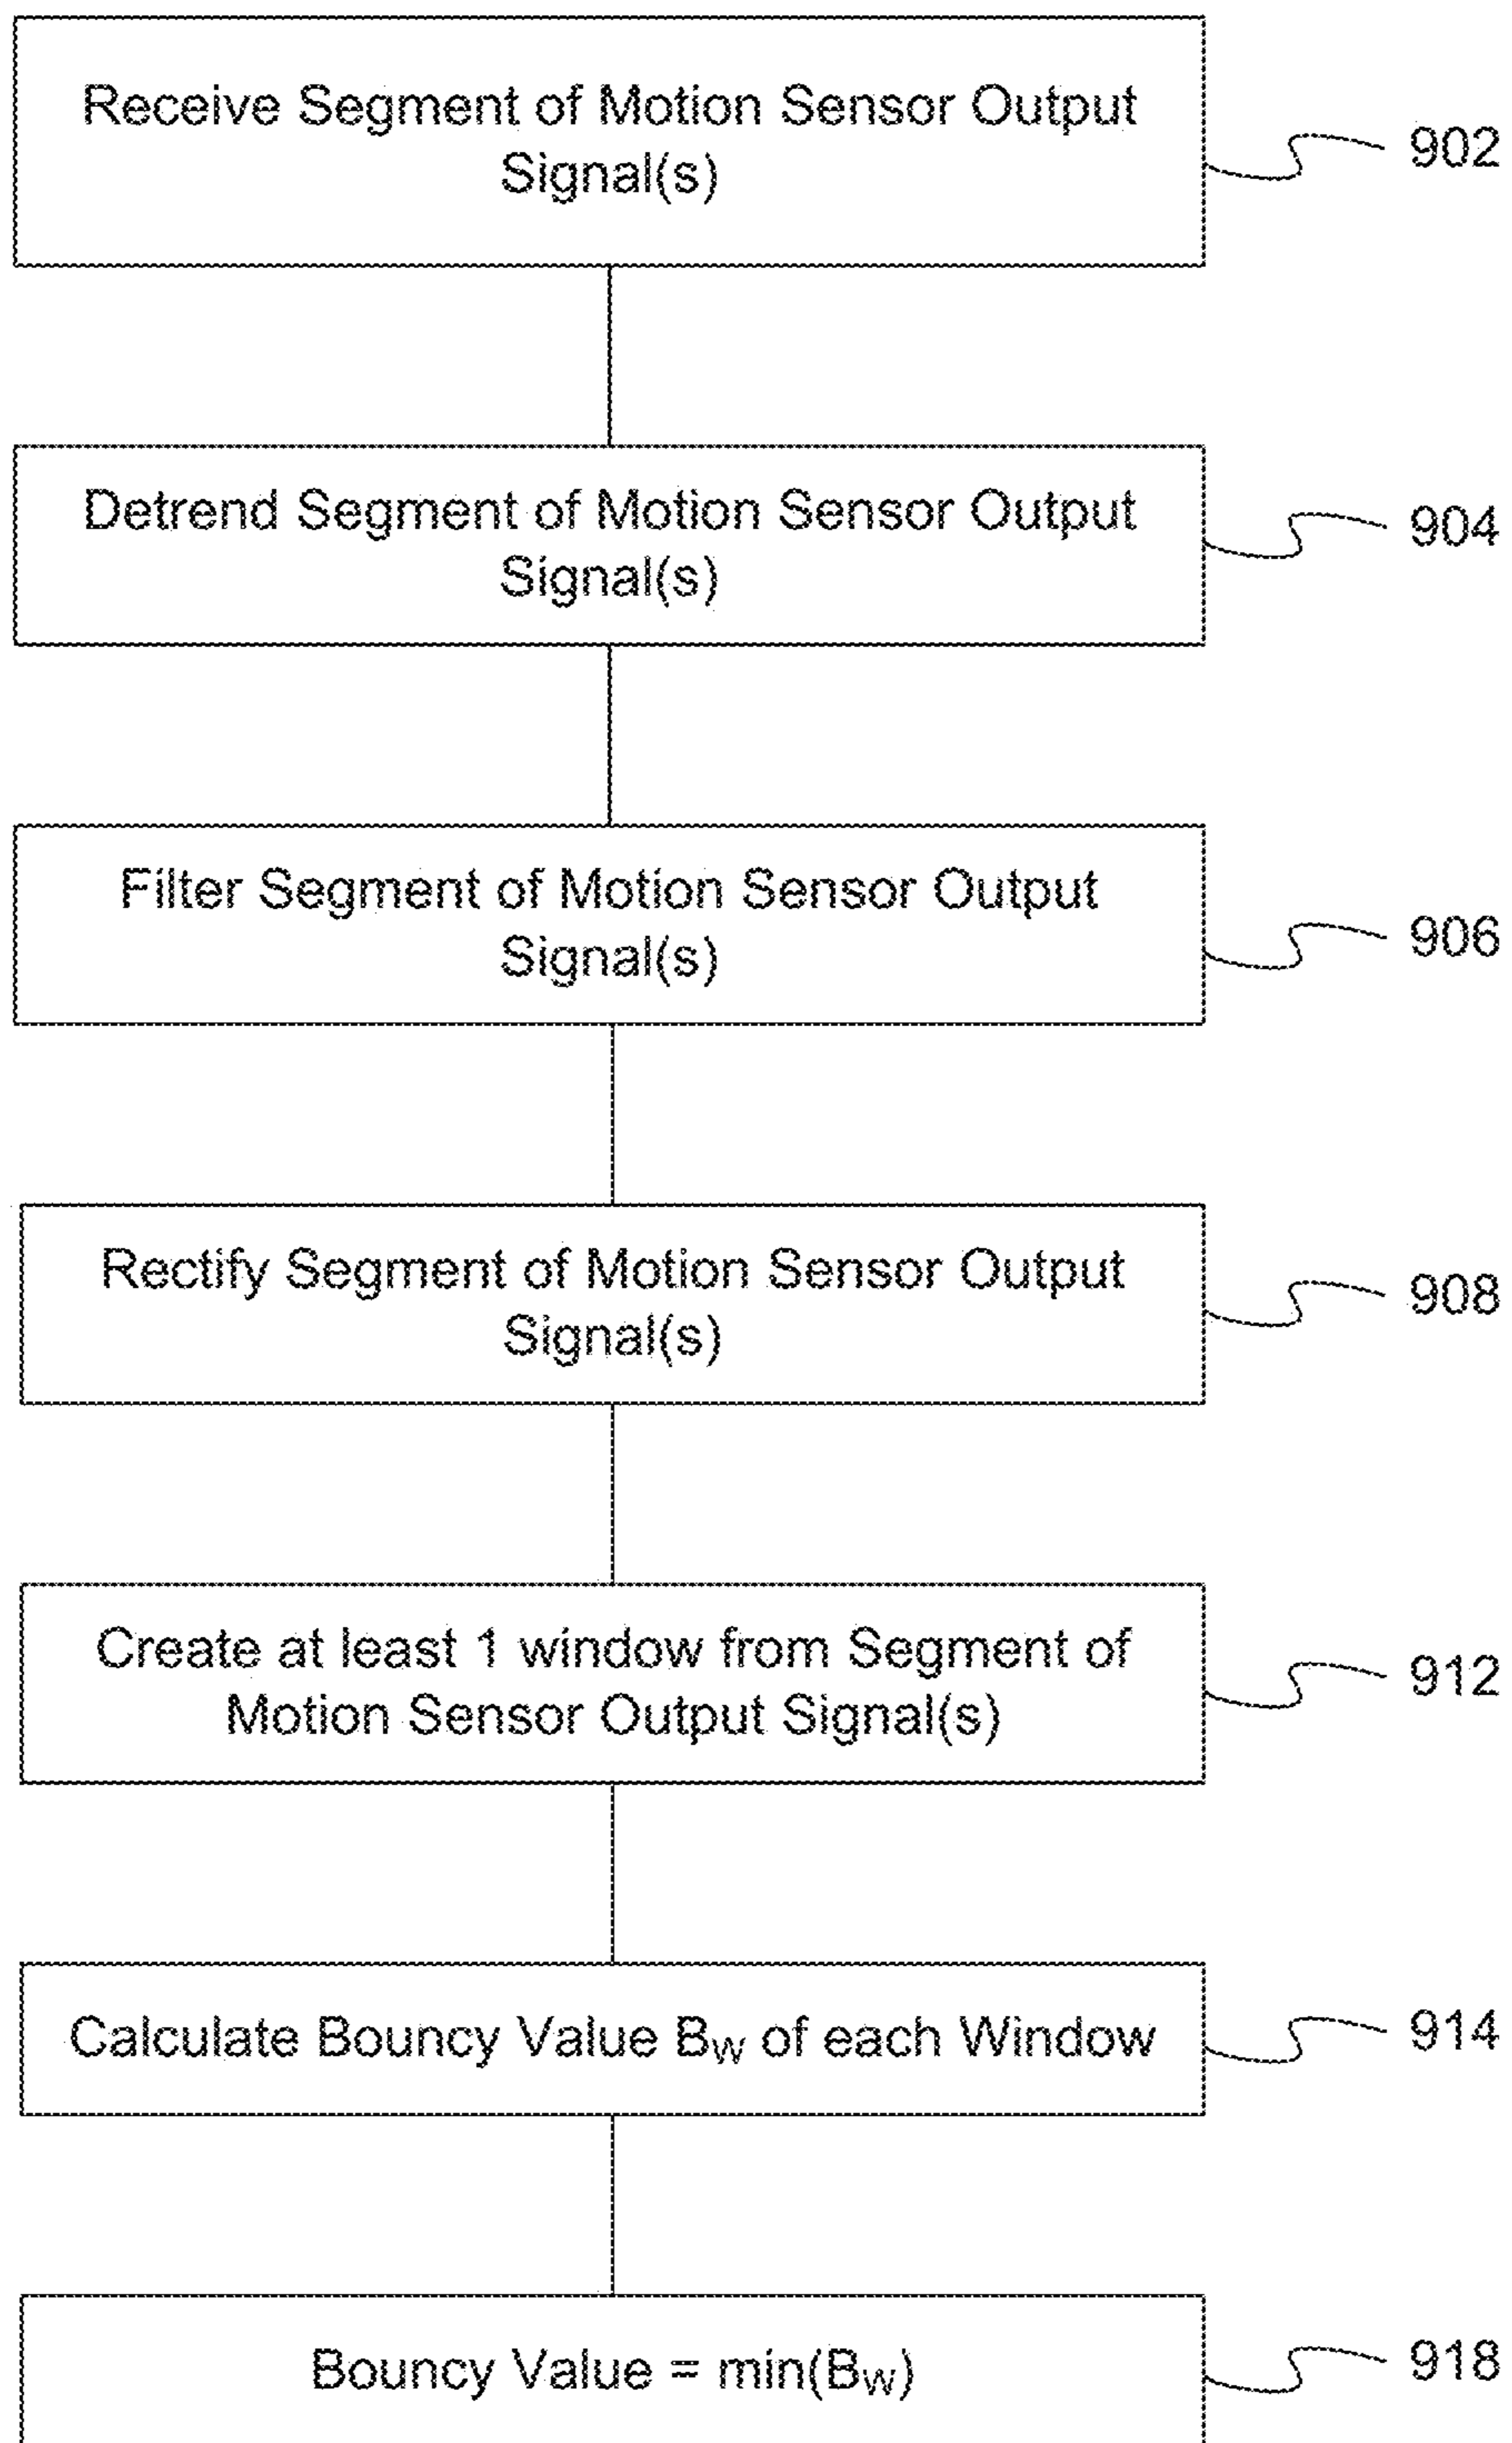 Receive Segment of Motion Sensor Output
Signal(s)
902
Detrend Segment of Motion Sensor Output
Signal(s)
904
Filter Segment of Motion Sensor Output
Signal(s)
906
Rectify Segment of Motion Sensor Output
Signal(s)
908
Create at least 1 window from Segment of
Motion Sensor Output Signal(s)
912
Calculate Bouncy Value BW of each Window
914
Bouncy Value = min(BW)
918